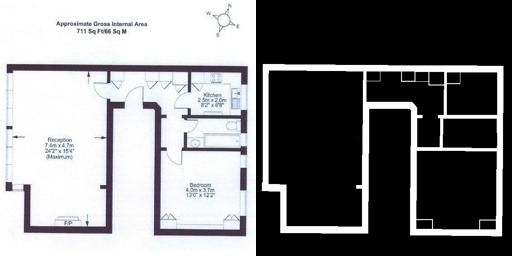 N
W
E
S
Approximate Gross Internal Area
711 Sq Ft/66 Sq M
Kitchen
2.5m x 2.0m
8'2" x 6'8"
Reception
7.4m x 4.7m
24'2" x 15'4"
(Maximum)
Bedroom
4.0m x 3.7m
13'0" x 12'2"
F/P